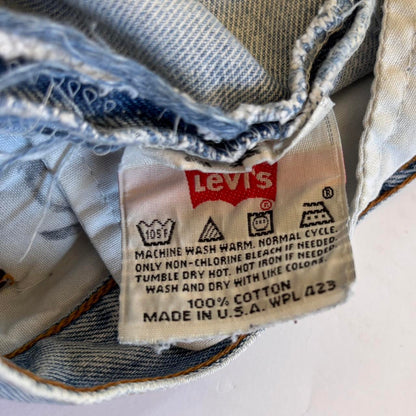 Levi's
®
105F
MACHINE WASH WARM. NORMAL CYCLE.
ONLY NON-CHLORINE BLEACH IF NEEDED.
TUMBLE DRY HOT. HOT IRON IF NEEDED.
WASH AND DRY WITH LIKE COLORS.
100% COTTON
MADE IN U.S.A. WPL 423